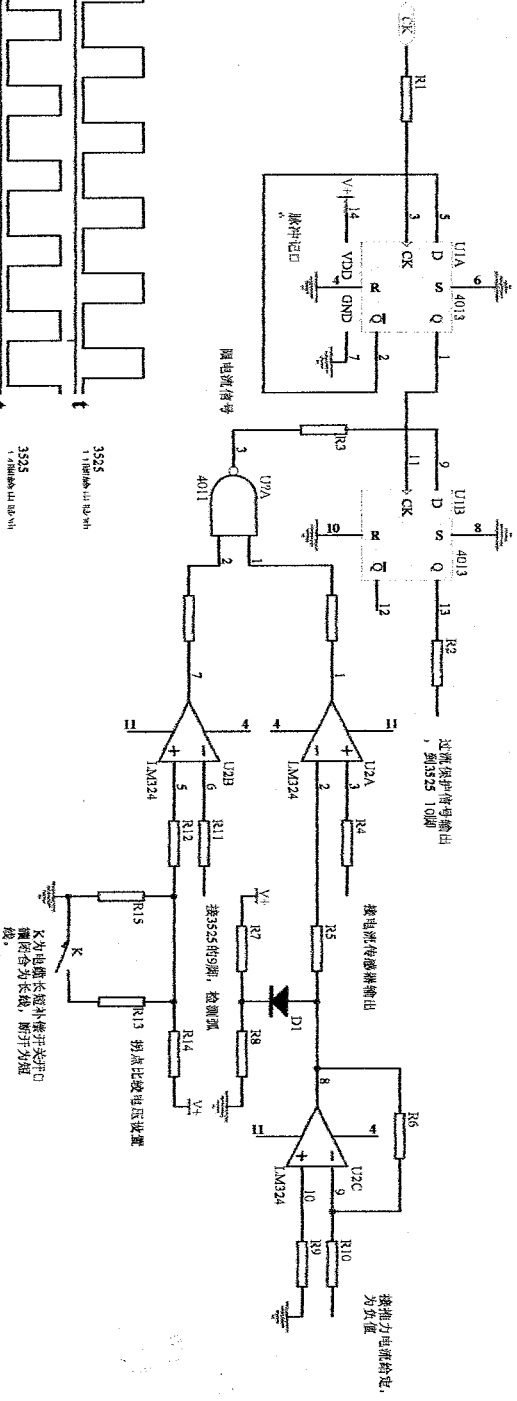 CK
R1
V+
14
脉冲记
3
5
VDD
GND
D
CK
U1A
4013
S
R
Q
Q
4
6
7
2
1
限电流信号
3
R3
U?A
4011
2
1
11
9
D
CK
U1B
4013
S
R
Q
Q
10
8
12
13
R2
过流保护信号输出
，到3525 10脚
7
1
11
4
4
11
U2B
LM324
U2A
LM324
5
6
2
3
R12
R11
R4
R5
接电流传感器输出
接3525的9脚，检测弧
V+
R7
R8
D1
R15
R13
R14
V+
K
拐点比较电压设置
K为电缆长短补偿开关开
闭合为长线，断开为短
线。
8
11
4
U2C
LM324
R6
10
9
R9
R10
接推力电流给定，
为负值
t
3525
t
3525